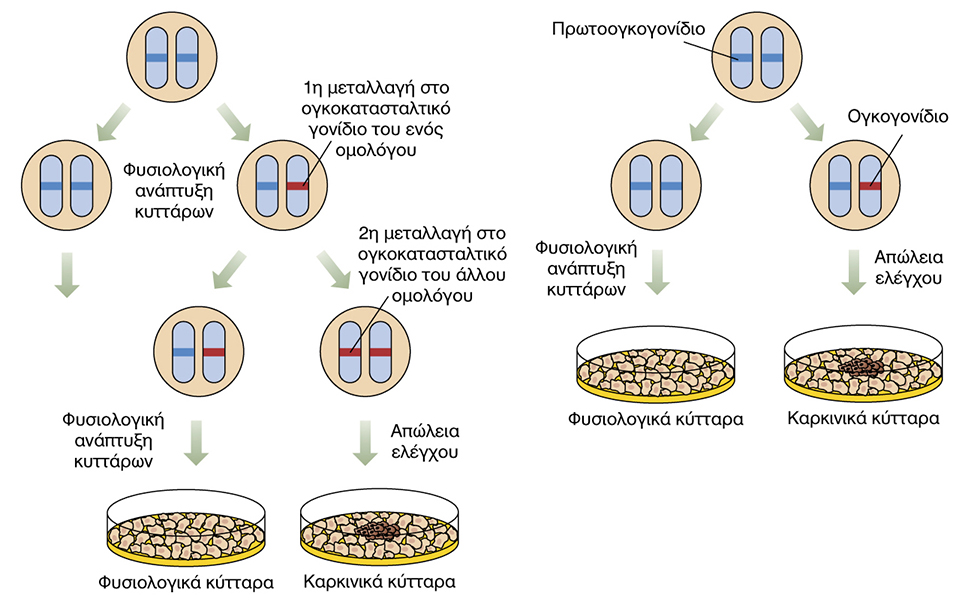 1η μεταλλαγή στο
ογκοκατασταλτικό
γονίδιο του ενός
ομολόγου
Φυσιολογική
ανάπτυξη
κυττάρων
2η μεταλλαγή στο
ογκοκατασταλτικό
γονίδιο του άλλου
ομολόγου
Φυσιολογική
ανάπτυξη
κυττάρων
Απώλεια
ελέγχου
Φυσιολογικά κύτταρα
Καρκινικά κύτταρα
Πρωτοογκογονίδιο
Ογκογονίδιο
Φυσιολογική
ανάπτυξη
κυττάρων
Απώλεια
ελέγχου
Φυσιολογικά κύτταρα
Καρκινικά κύτταρα